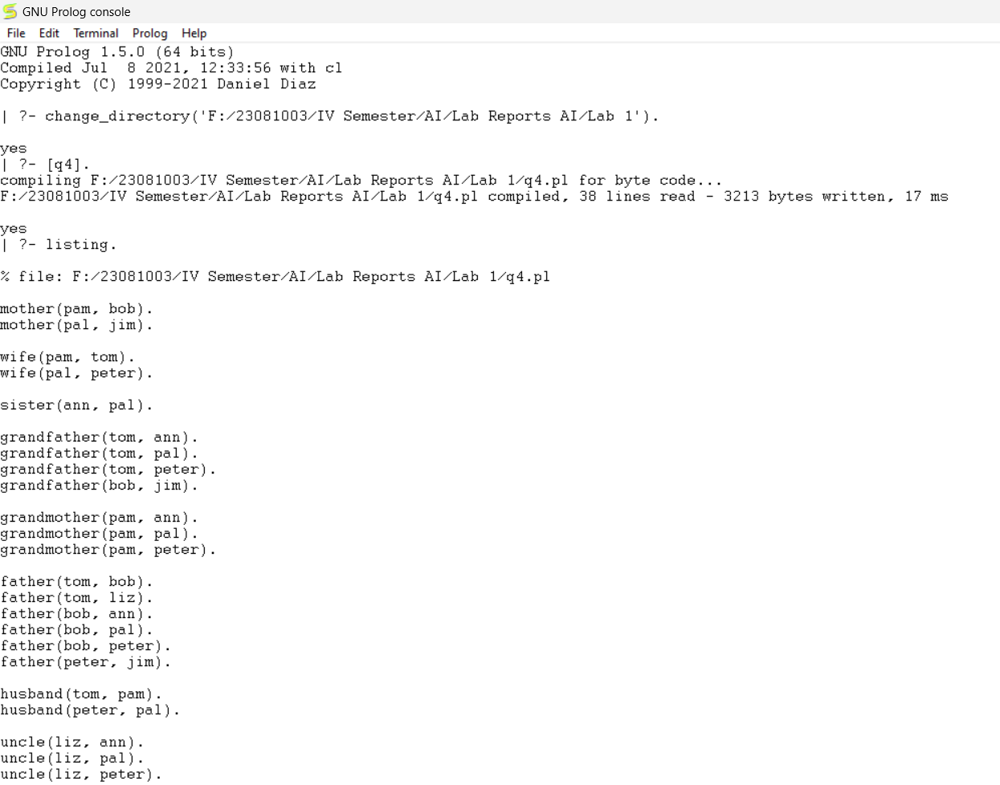 GNU Prolog console
File Edit Terminal Prolog Help
GNU Prolog 1.5.0 (64 bits)
Compiled Jul  8 2021, 12:33:56 with cl
Copyright (C) 1999-2021 Daniel Diaz
| ?- change_directory('F:/23081003/IV Semester/AI/Lab Reports AI/Lab 1').
yes
| ?- [q4].
compiling F:/23081003/IV Semester/AI/Lab Reports AI/Lab 1/q4.pl for byte code...
F:/23081003/IV Semester/AI/Lab Reports AI/Lab 1/q4.pl compiled, 38 lines read - 3213 bytes written, 17 ms
yes
| ?- listing.
% file: F:/23081003/IV Semester/AI/Lab Reports AI/Lab 1/q4.pl
mother(pam, bob).
mother(pal, jim).
wife(pam, tom).
wife(pal, peter).
sister(ann, pal).
grandfather(tom, ann).
grandfather(tom, pal).
grandfather(tom, peter).
grandfather(bob, jim).
grandmother(pam, ann).
grandmother(pam, pal).
grandmother(pam, peter).
father(tom, bob).
father(tom, liz).
father(bob, ann).
father(bob, pal).
father(bob, peter).
father(peter, jim).
husband(tom, pam).
husband(peter, pal).
uncle(liz, ann).
uncle(liz, pal).
uncle(liz, peter).